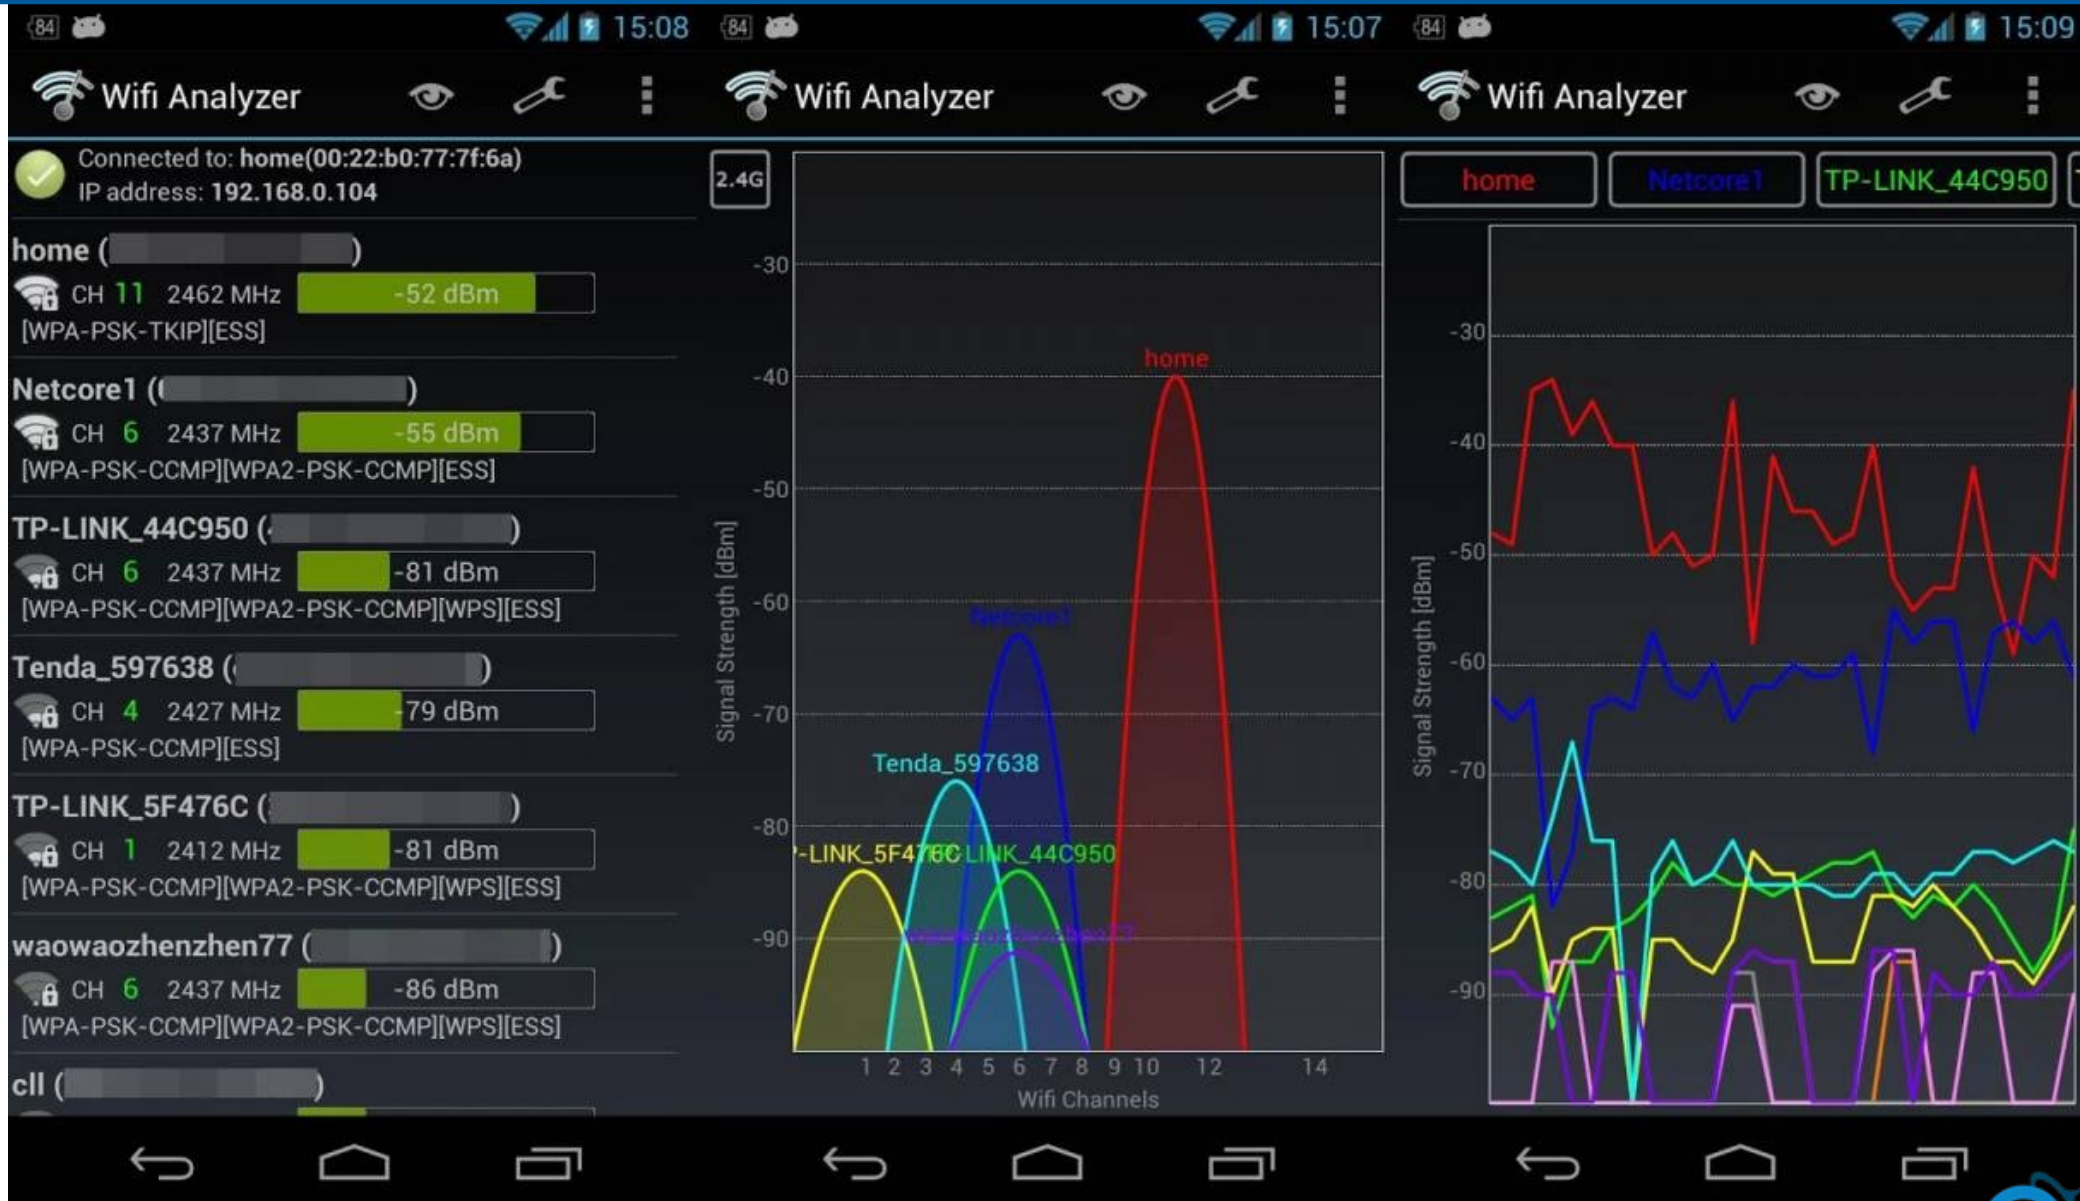 84
15:08
Wifi Analyzer
Connected to: home(00:22:b0:77:7f:6a)
IP address: 192.168.0.104
home ( )
CH 11 2462 MHz -52 dBm
[WPA-PSK-TKIP][ESS]
Netcore1 ( )
CH 6 2437 MHz -55 dBm
[WPA-PSK-CCMP][WPA2-PSK-CCMP][ESS]
TP-LINK_44C950 ( )
CH 6 2437 MHz -81 dBm
[WPA-PSK-CCMP][WPA2-PSK-CCMP][WPS][ESS]
Tenda_597638 ( )
CH 4 2427 MHz -79 dBm
[WPA-PSK-CCMP][ESS]
TP-LINK_5F476C ( )
CH 1 2412 MHz -81 dBm
[WPA-PSK-CCMP][WPA2-PSK-CCMP][WPS][ESS]
waowaozhenzhen77 ( )
CH 6 2437 MHz -86 dBm
[WPA-PSK-CCMP][WPA2-PSK-CCMP][WPS][ESS]
cll ( )
84
15:07
Wifi Analyzer
2.4G
-30
-40
-50
-60
-70
-80
-90
Signal Strength [dBm]
home
Netcore1
Tenda_597638
-LINK_5F476C
-LINK_44C950
waowaozhenzhen77
1 2 3 4 5 6 7 8 9 10 12 14
Wifi Channels
84
15:09
Wifi Analyzer
home
Netcore1
TP-LINK_44C950
-30
-40
-50
-60
-70
-80
-90
Signal Strength [dBm]